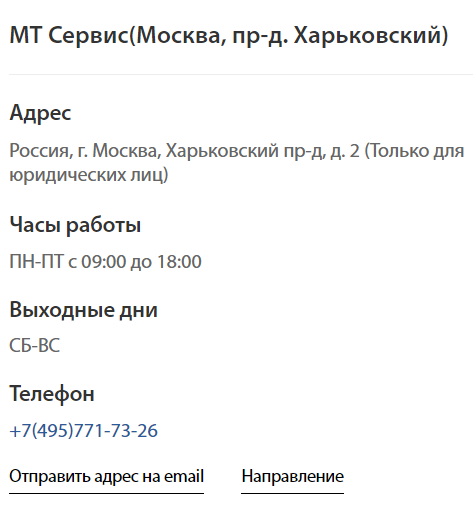 МТ Сервис(Москва, пр-д. Харьковский)
Адрес
Россия, г. Москва, Харьковский пр-д, д. 2 (Только для
юридических лиц)
Часы работы
ПН-ПТ с 09:00 до 18:00
Выходные дни
СБ-ВС
Телефон
+7(495)771-73-26
Отправить адрес на email Направление